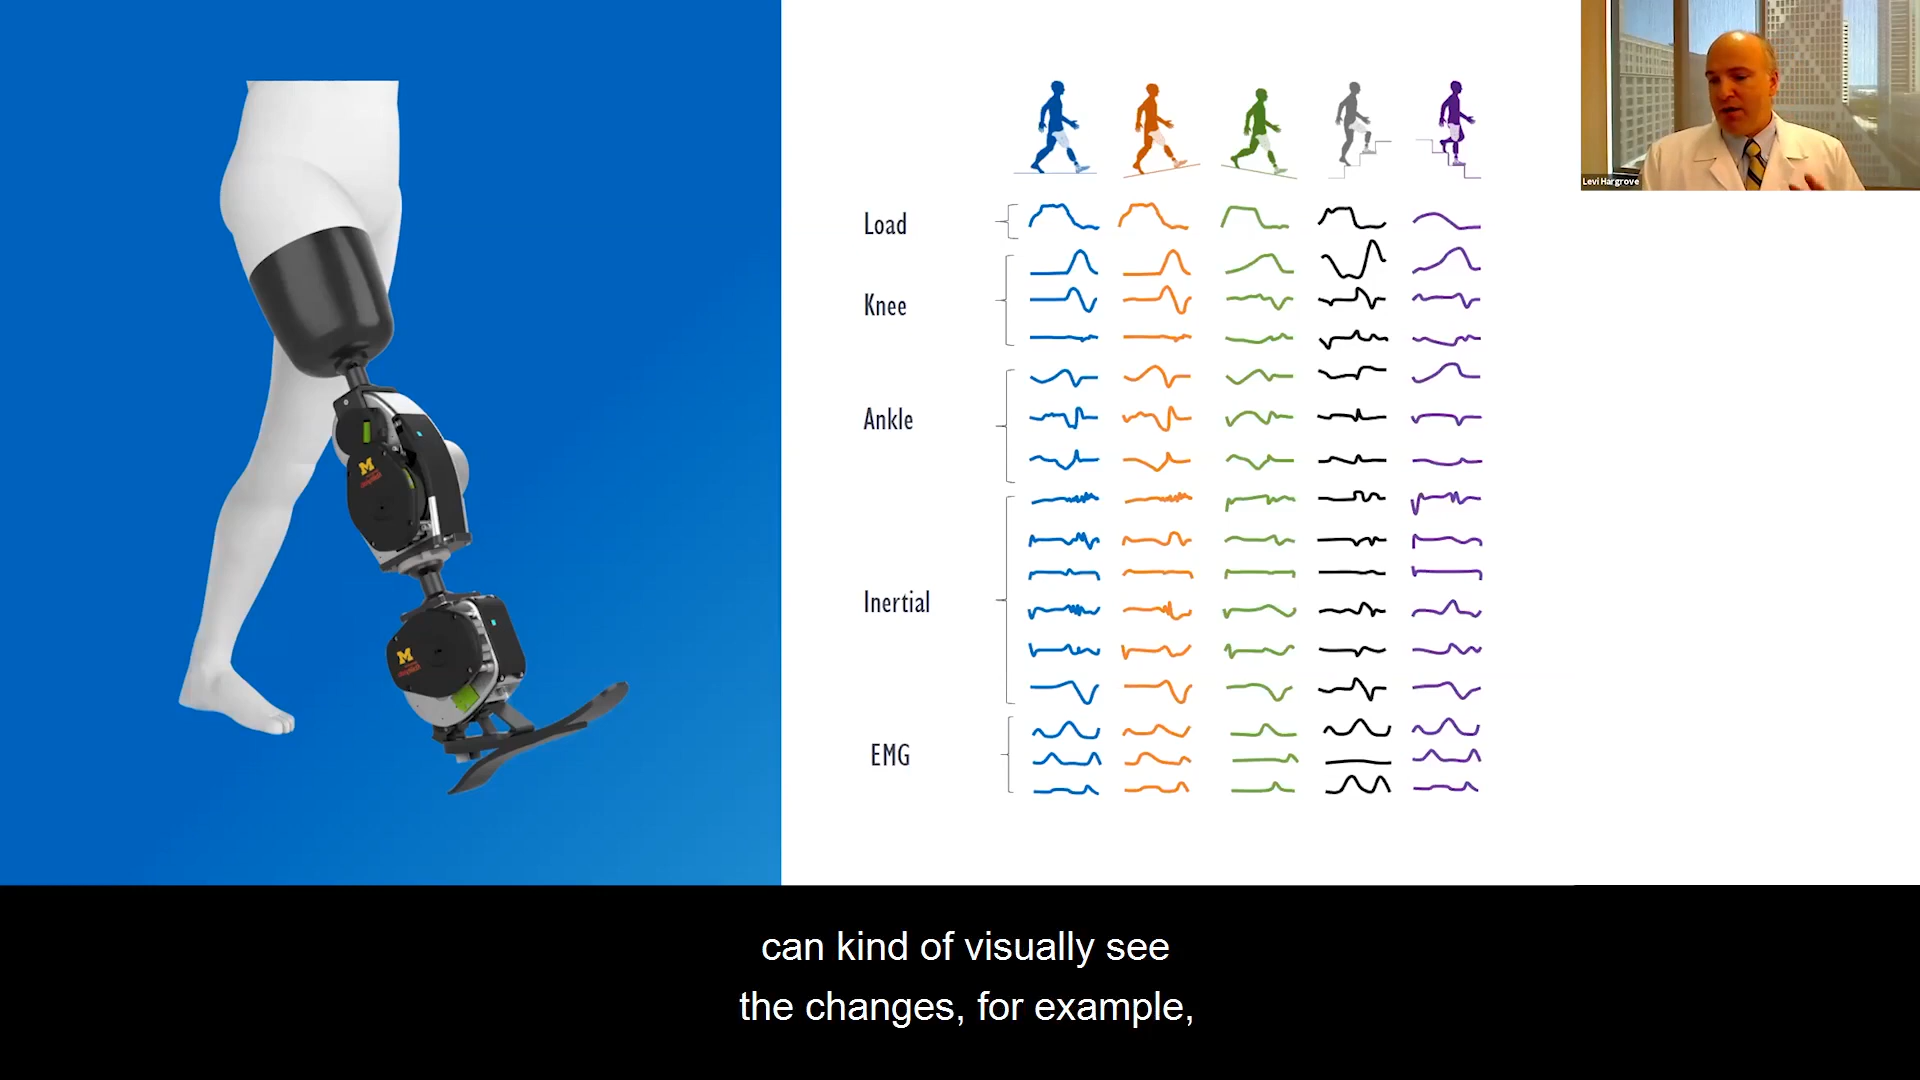 Levi Hargrove
Load
Knee
Ankle
Inertial
EMG
M
M
can kind of visually see
the changes, for example,